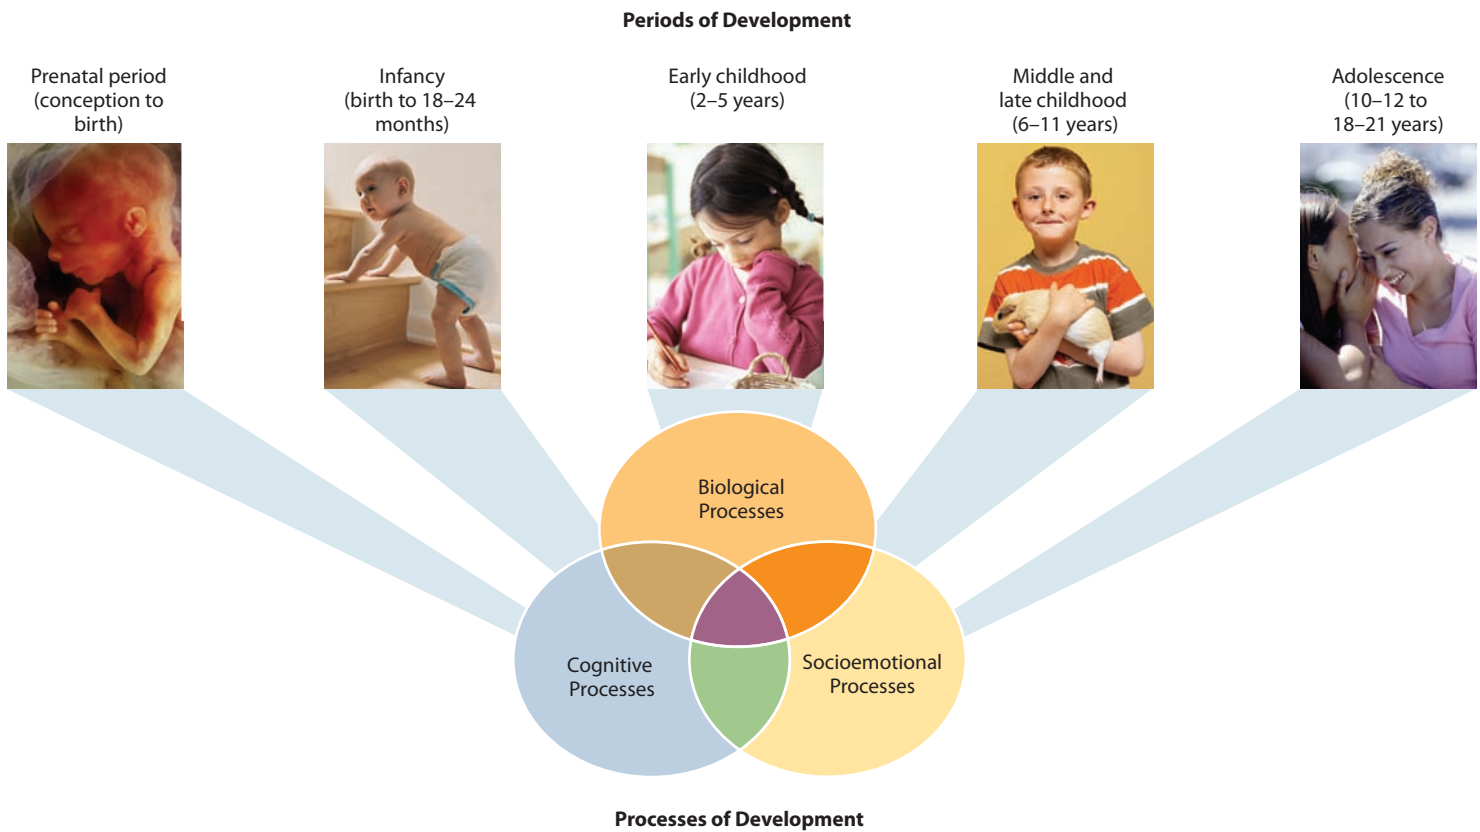 Periods of Development
Prenatal period
(conception to
birth)
Infancy
(birth to 18–24
months)
Early childhood
(2–5 years)
Middle and
late childhood
(6–11 years)
Adolescence
(10–12 to
18–21 years)
Biological
Processes
Cognitive
Processes
Socioemotional
Processes
Processes of Development